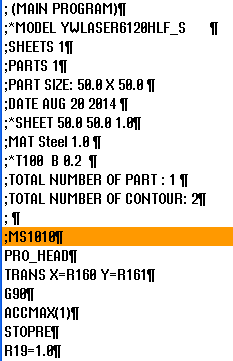 ; (MAIN PROGRAM)¶
;*MODEL YWLASER6120HLF_S ¶
;SHEETS 1¶
;PARTS 1¶
;PART SIZE: 50.0 X 50.0 ¶
;DATE AUG 20 2014 ¶
;*SHEET 50.0 50.0 1.0¶
;MAT Steel 1.0 ¶
;*T100 B 0.2 ¶
;TOTAL NUMBER OF PART : 1 ¶
;TOTAL NUMBER OF CONTOUR: 2¶
; ¶
;MS1010¶
PRO_HEAD¶
TRANS X=R160 Y=R161¶
G90¶
ACCMAX(1)¶
STOPRE¶
R19=1.0¶